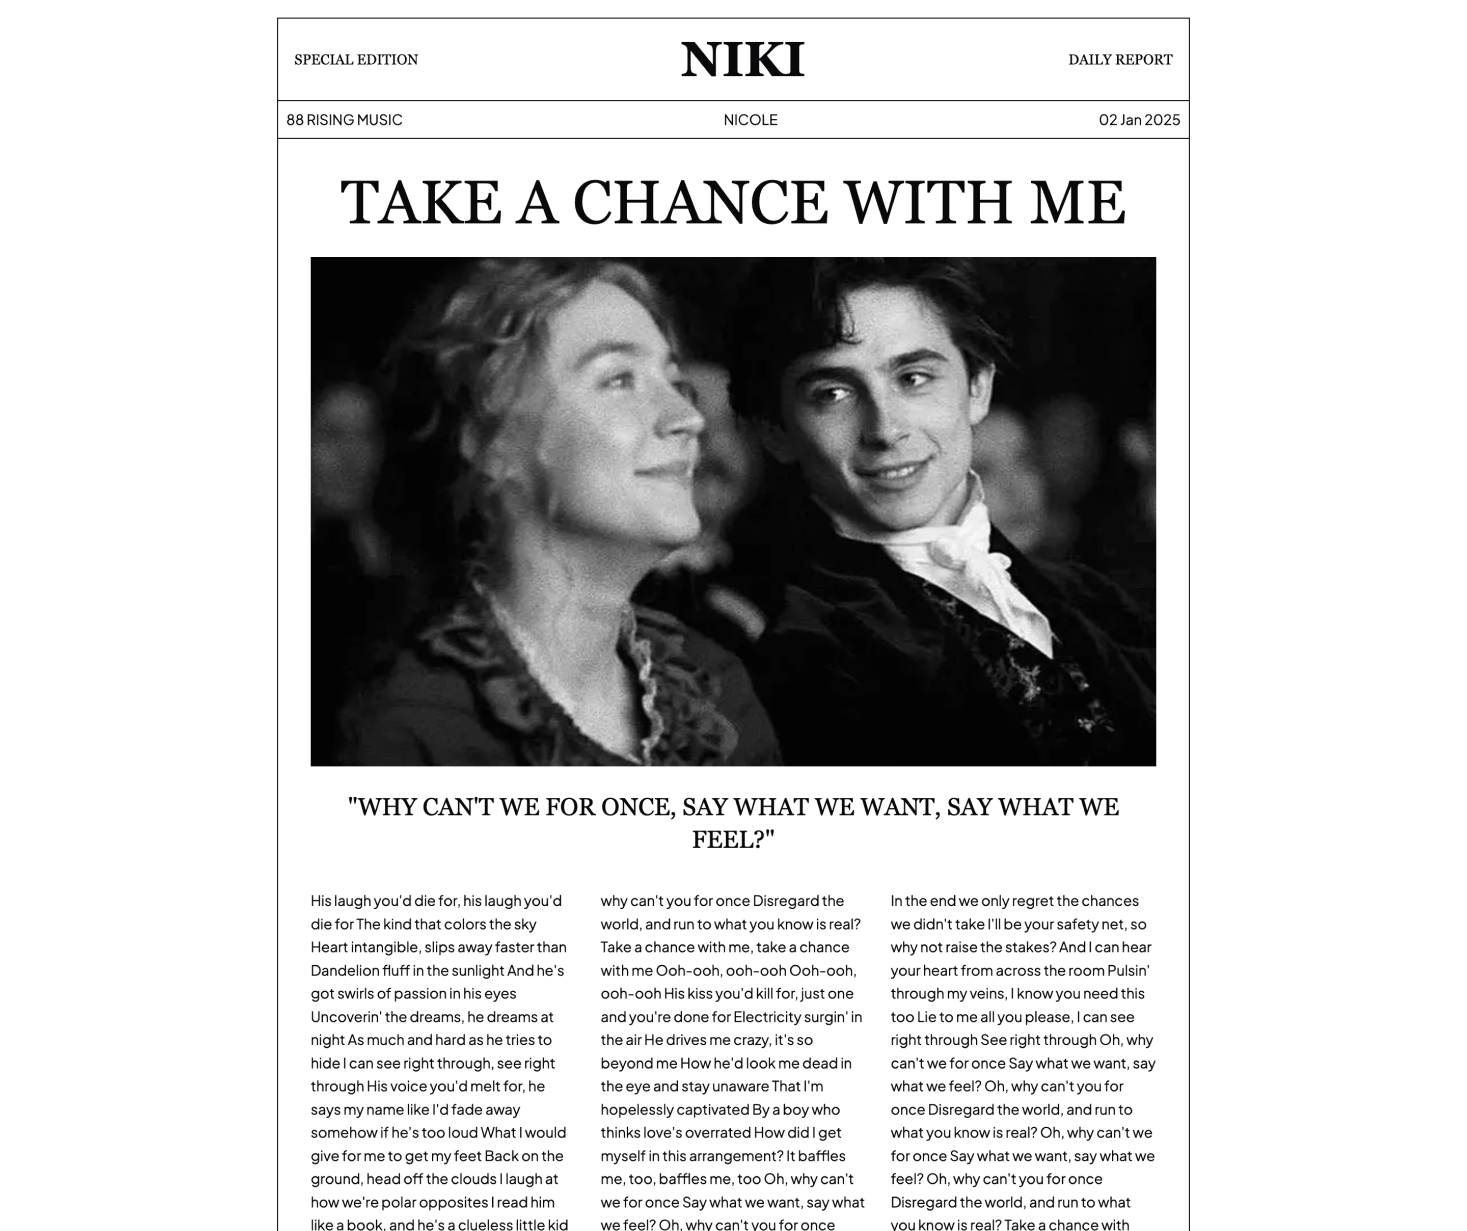 SPECIAL EDITION
NIKI
DAILY REPORT
88 RISING MUSIC
NICOLE
02 Jan 2025
TAKE A CHANCE WITH ME
"WHY CAN'T WE FOR ONCE, SAY WHAT WE WANT, SAY WHAT WE
FEEL?"
His laugh you'd die for, his laugh you'd
die for The kind that colors the sky
Heart intangible, slips away faster than
Dandelion fluff in the sunlight And he's
got swirls of passion in his eyes
Uncoverin' the dreams, he dreams at
night As much and hard as he tries to
hide I can see right through, see right
through His voice you'd melt for, he
says my name like I'd fade away
somehow if he's too loud What I would
give for me to get my feet Back on the
ground, head off the clouds I laugh at
how we're polar opposites I read him
like a book, and he's a clueless little kid
why can't you for once Disregard the
world, and run to what you know is real?
Take a chance with me, take a chance
with me Ooh-ooh, ooh-ooh Ooh-ooh,
ooh-ooh His kiss you'd kill for, just one
and you're done for Electricity surgin' in
the air He drives me crazy, it's so
beyond me How he'd look me dead in
the eye and stay unaware That I'm
hopelessly captivated By a boy who
thinks love's overrated How did I get
myself in this arrangement? It baffles
me, too, baffles me, too Oh, why can't
we for once Say what we want, say what
we feel? Oh, why can't you for once
In the end we only regret the chances
we didn't take I'll be your safety net, so
why not raise the stakes? And I can hear
your heart from across the room Pulsin'
through my veins, I know you need this
too Lie to me all you please, I can see
right through See right through Oh, why
can't we for once Say what we want, say
what we feel? Oh, why can't you for
once Disregard the world, and run to
what you know is real? Oh, why can't we
for once Say what we want, say what we
feel? Oh, why can't you for once
Disregard the world, and run to what
you know is real? Take a chance with